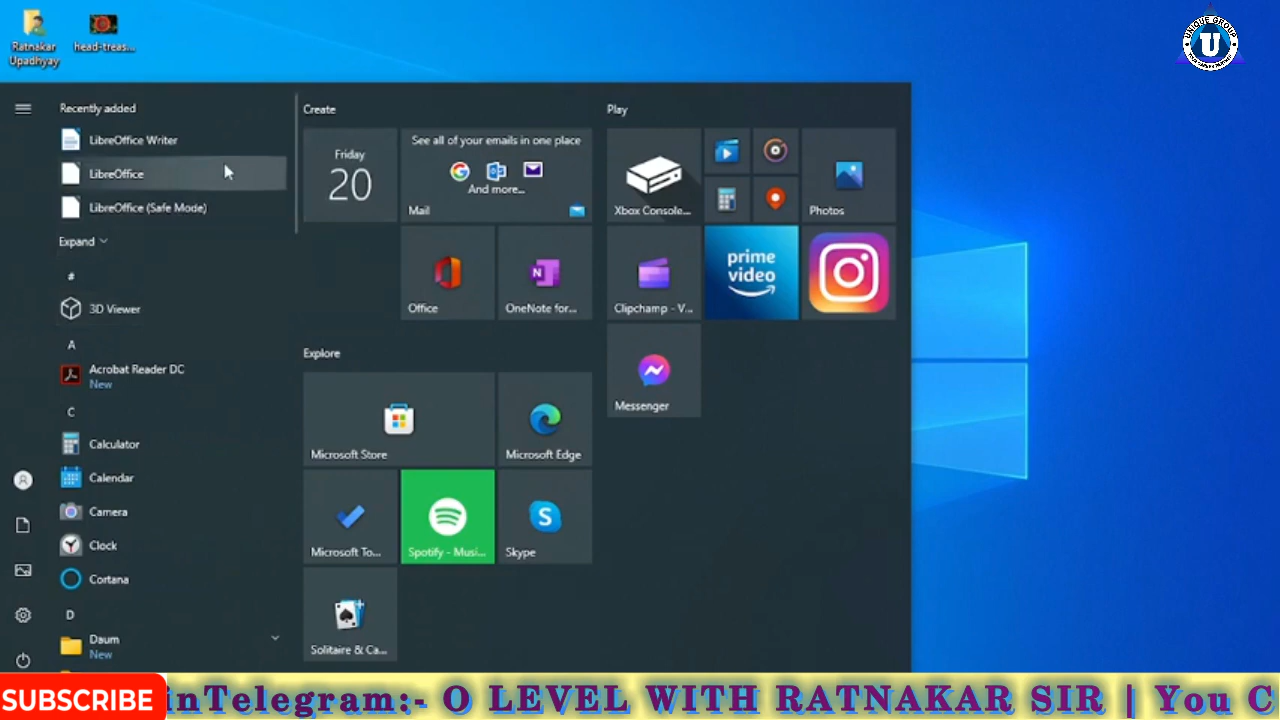 Ratnakar
Upadhyay
head-treas...
UNIQUE GROUP
U
Recently added
LibreOffice Writer
LibreOffice
LibreOffice (Safe Mode)
Expand
#
3D Viewer
A
Acrobat Reader DC
New
C
Calculator
Calendar
Camera
Clock
Cortana
D
Daum
New
Create
Friday
20
See all of your emails in one place
And more...
Mail
Office
OneNote for...
Explore
Microsoft Store
Microsoft Edge
Microsoft To...
Spotify - Musi...
Skype
Solitaire & Ca...
Play
Xbox Console...
Photos
Clipchamp - V...
prime
video
Messenger
SUBSCRIBE
inTelegram:- O LEVEL WITH RATNAKAR SIR | You C